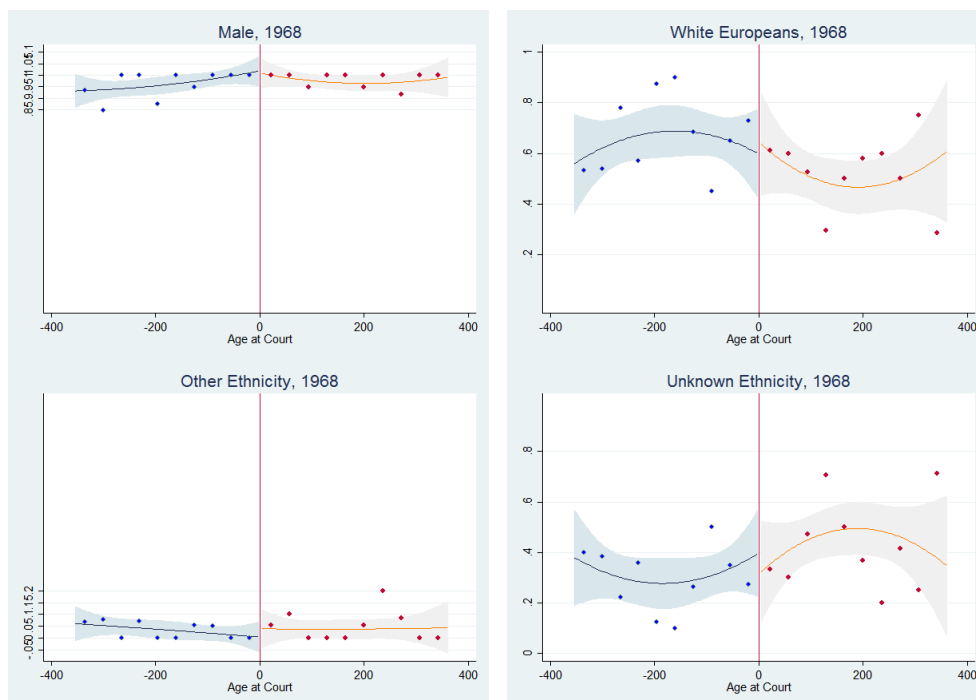 Male, 1968
.85.9.9511.05.1
-400 -200 0 200 400
Age at Court
White Europeans, 1968
1
.8
.6
.4
.2
-400 -200 0 200 400
Age at Court
Other Ethnicity, 1968
-.050.05.1.15.2
-400 -200 0 200 400
Age at Court
Unknown Ethnicity, 1968
.8
.6
.4
.2
0
-400 -200 0 200 400
Age at Court